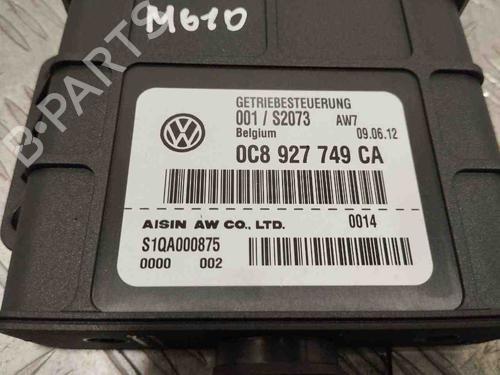 M610
GETRIEBESTEUERUNG
001 / S2073 AW7
Belgium 09.06.12
0C8 927 749 CA
AISIN AW CO., LTD. 0014
S1QA000875
0000 002
B-PARTS